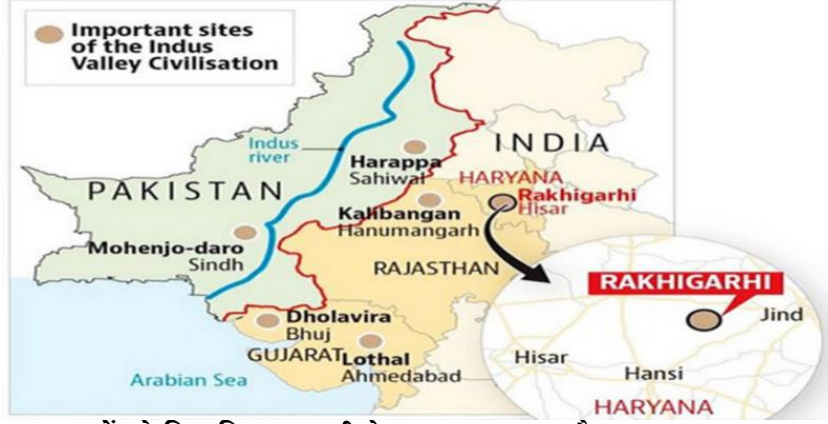 Important sites
of the Indus
Valley Civilisation
Indus
river
INDIA
Harappa
Sahiwal
HARYANA
PAKISTAN
Rakhigarhi
Hisar
Kalibangan
Hanumangarh
Mohenjo-daro
Sindh
RAJASTHAN
RAKHIGARHI
Dholavira
Bhuj
Jind
GUJARAT
Lothal
Ahmedabad
Hisar
Hansi
Arabian Sea
HARYANA